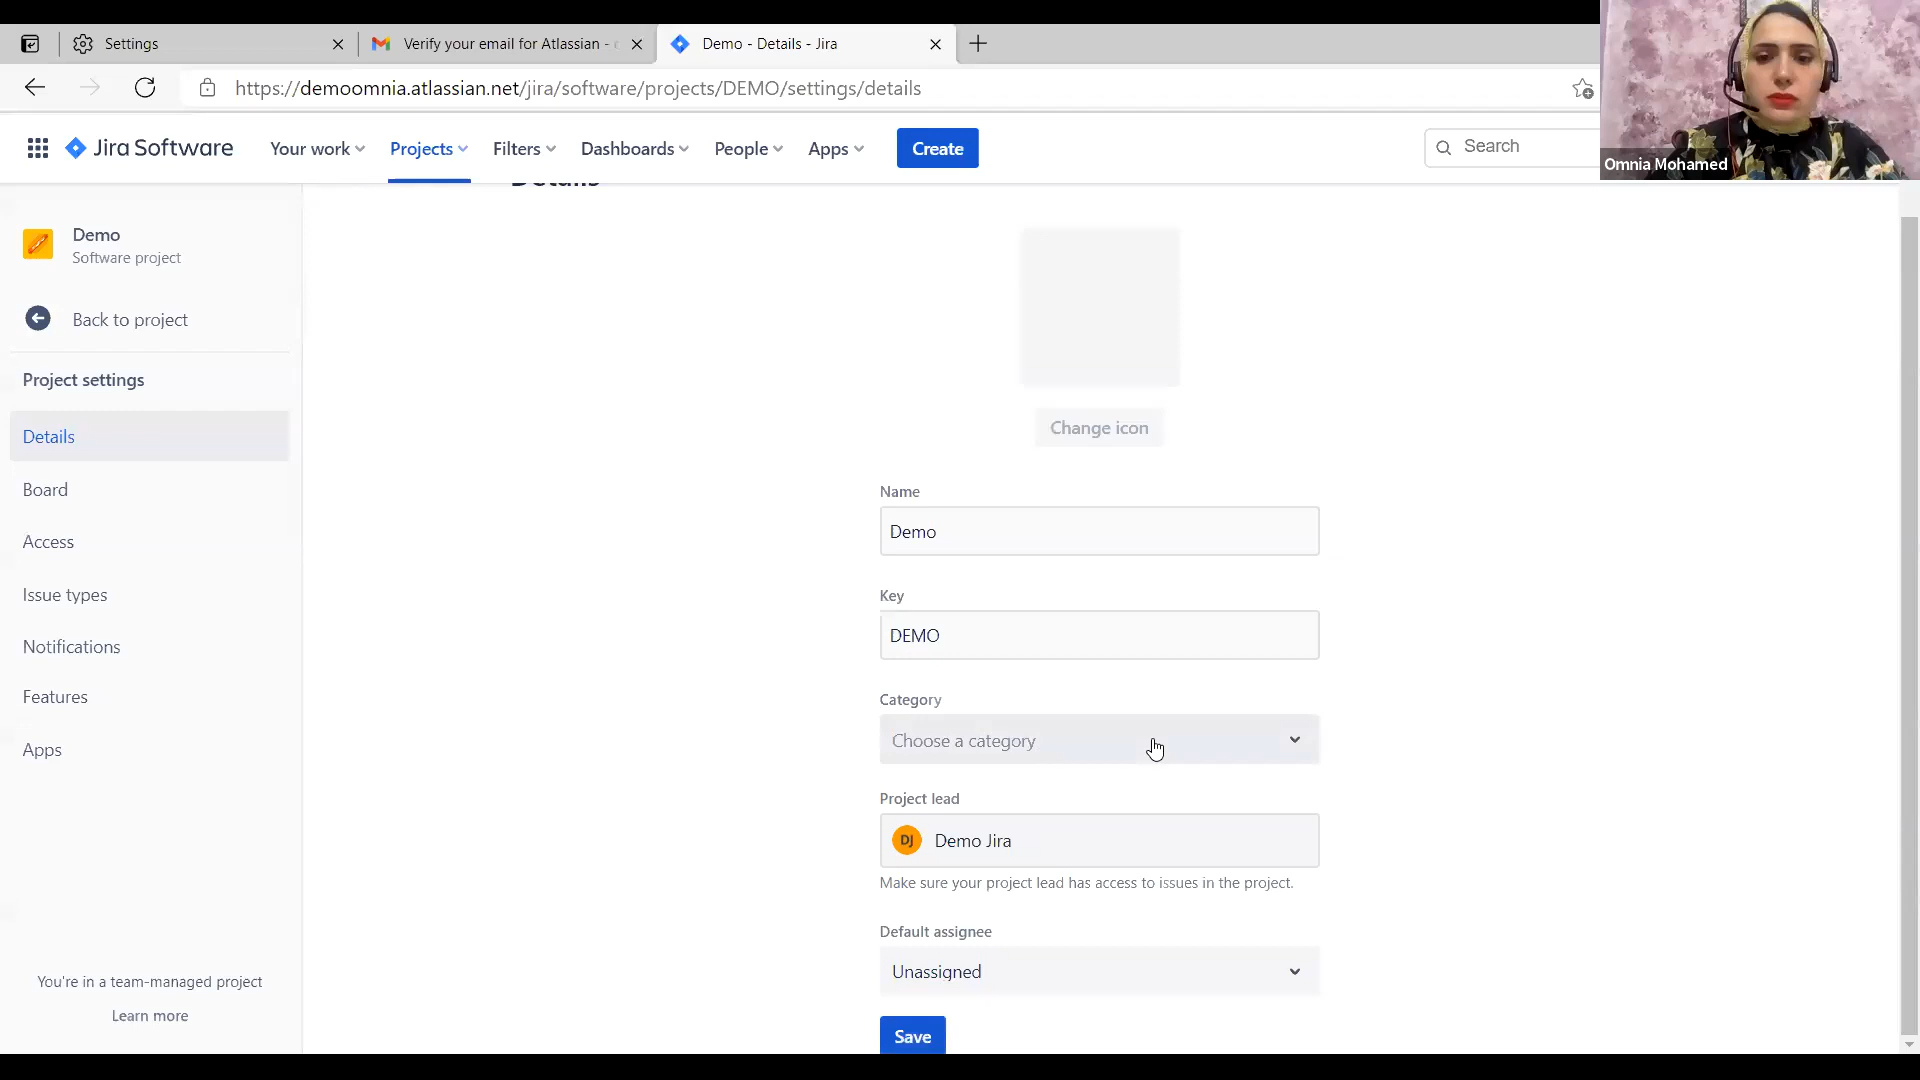 Settings
Verify your email for Atlassian -
Demo - Details - Jira
https://demoomnia.atlassian.net/jira/software/projects/DEMO/settings/details
Jira Software
Your work
Projects
Filters
Dashboards
People
Apps
Create
Search
Omnia Mohamed
Details
Demo
Software project
Back to project
Project settings
Details
Board
Access
Issue types
Notifications
Features
Apps
You're in a team-managed project
Learn more
Change icon
Name
Demo
Key
DEMO
Category
Choose a category
Project lead
DJ Demo Jira
Make sure your project lead has access to issues in the project.
Default assignee
Unassigned
Save